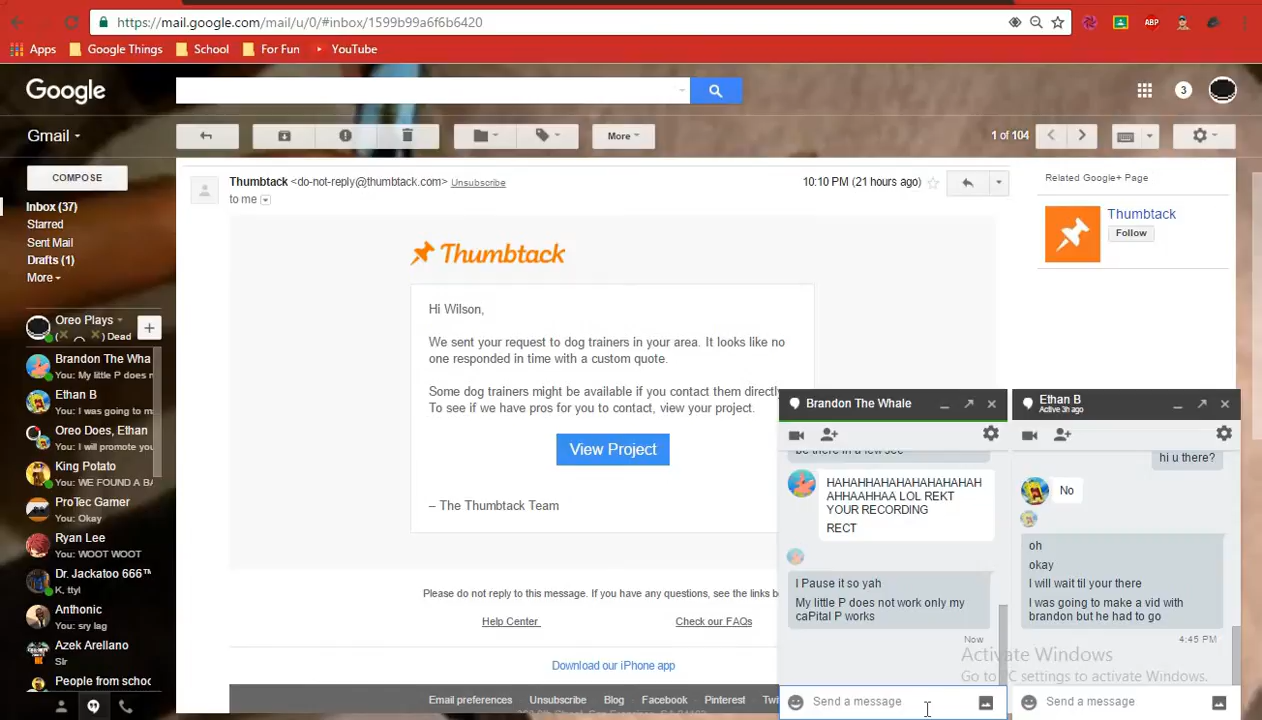 https://mail.google.com/mail/u/0/#inbox/1599b99a6f6b6420
ABP
Apps
Google Things
School
For Fun
YouTube
Google
3
Gmail
More
1 of 104
COMPOSE
Inbox (37)
Starred
Sent Mail
Drafts (1)
More
Oreo Plays
Dead
Brandon The Wha
You: My little P does n
Ethan B
You: I was going to m
Oreo Does, Ethan
You: I will promote you
King Potato
You: WE FOUND A BA
ProTec Gamer
You: Okay
Ryan Lee
You: WOOT WOOT
Dr. Jackatoo 666™
K, ttyl
Anthonic
You: sry lag
Azek Arellano
Slr
People from schoo
Thumbtack <do-not-reply@thumbtack.com> Unsubscribe
to me
10:10 PM (21 hours ago)
Thumbtack
Hi Wilson,
We sent your request to dog trainers in your area. It looks like no
one responded in time with a custom quote.
Some dog trainers might be available if you contact them directly.
To see if we have pros for you to contact, view your project.
View Project
– The Thumbtack Team
Please do not reply to this message. If you have any questions, see the links b
Help Center
Check our FAQs
Download our iPhone app
Email preferences
Unsubscribe
Blog
Facebook
Pinterest
Related Google+ Page
Thumbtack
Follow
Brandon The Whale
be there in a few see
HAHAHHAHAHAHAHAHAHAH
AHHAAHHAA LOL REKT
YOUR RECORDING
RECT
I Pause it so yah
My little P does not work only my
caPital P works
Now
Send a message
Ethan B
Active 3h ago
hi u there?
No
oh
okay
I will wait til your there
I was going to make a vid with
brandon but he had to go
4:45 PM
Send a message
Activate Windows
Go to PC settings to activate Windows.